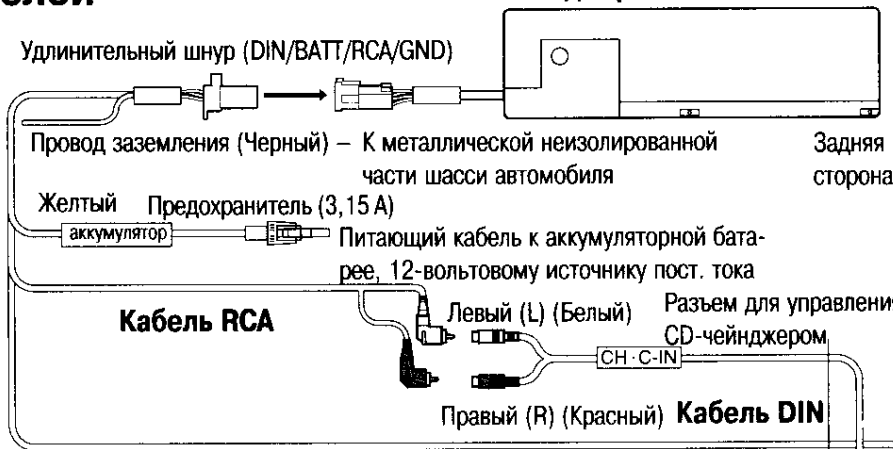 Удлинительный шнур (DIN/BATT/RCA/GND)
Провод заземления (Черный) – К металлической неизолированной
части шасси автомобиля
Задняя
сторона
Желтый
Предохранитель (3,15 А)
аккумулятор
Питающий кабель к аккумуляторной бата-
рее, 12-вольтовому источнику пост. тока
Кабель RCA
Левый (L) (Белый)
Разъем для управления
CD-чейнджером
CH·C-IN
Правый (R) (Красный)
Кабель DIN